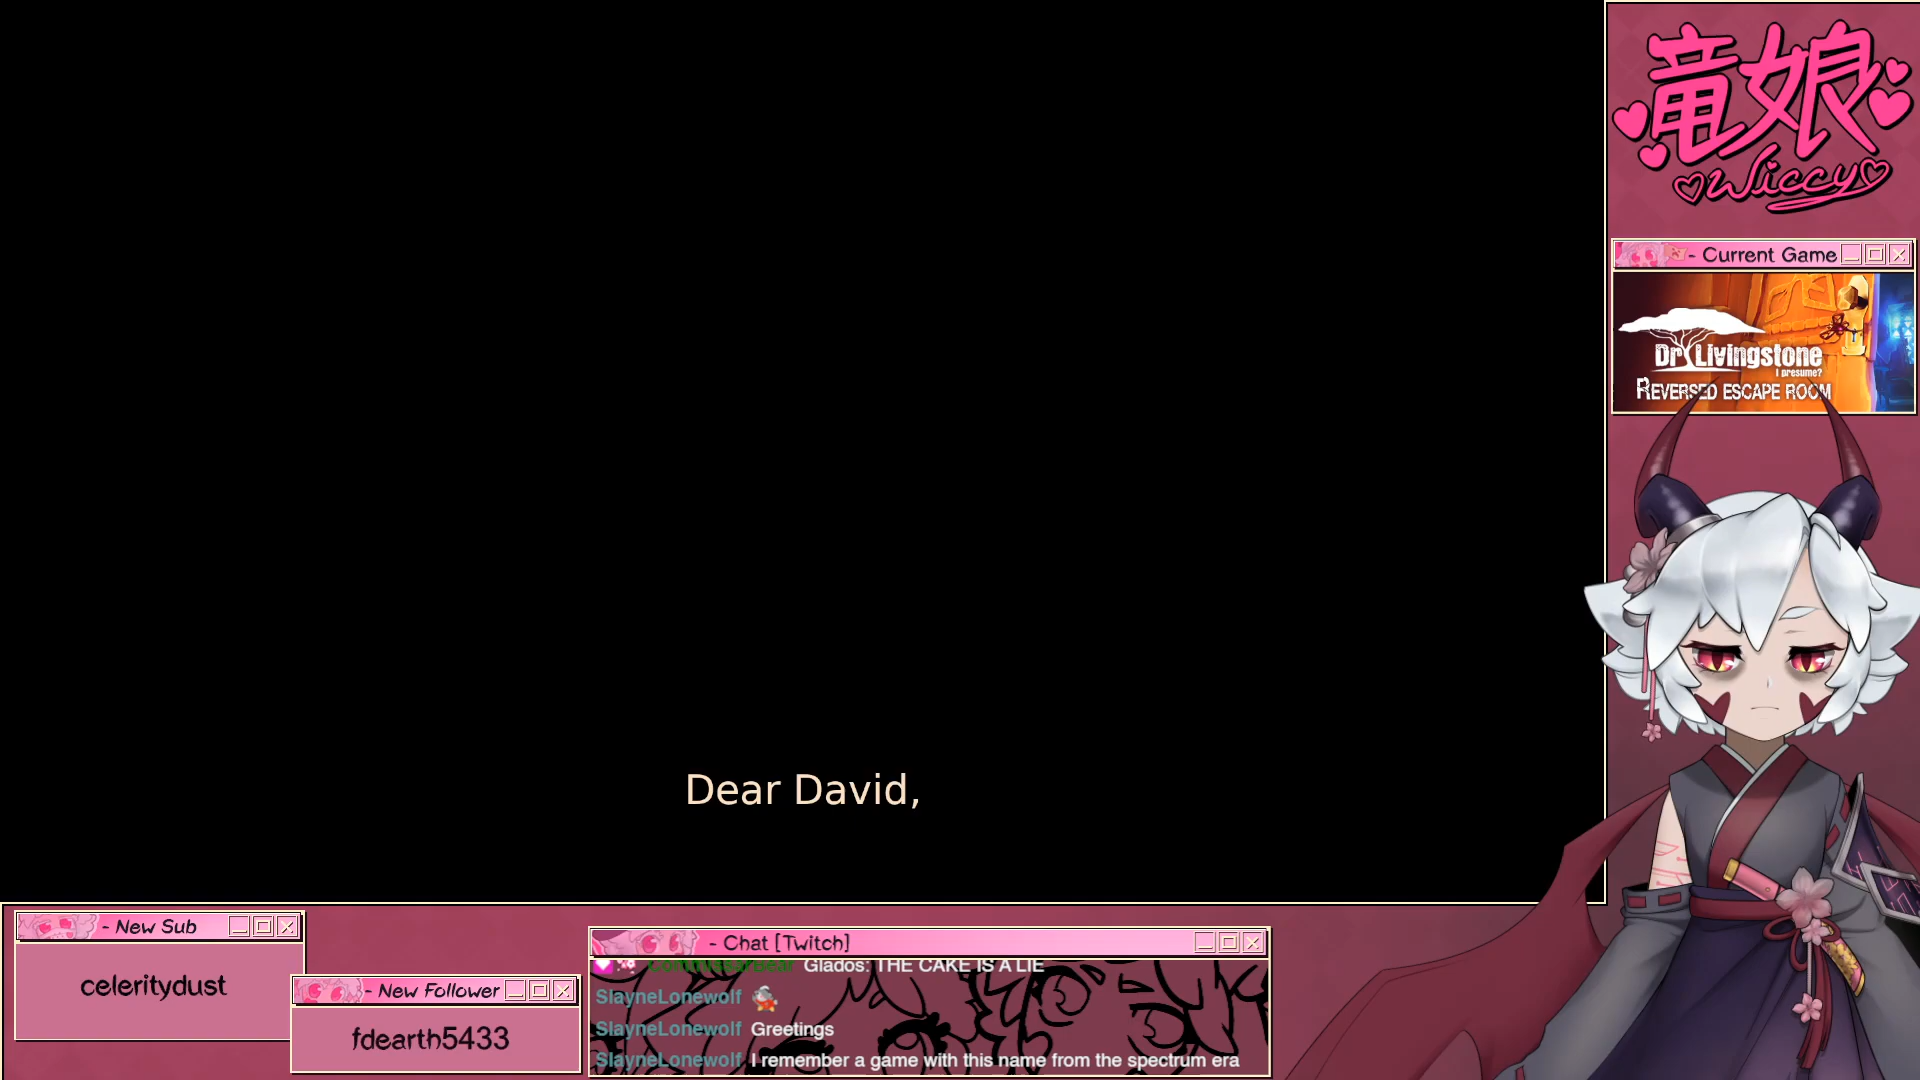 竜娘
Wiccy
- Current Game
Dr Livingstone
I presume?
REVERSED ESCAPE ROOM
Dear David,
- New Sub
celeritydust
- New Follower
fdearth5433
- Chat [Twitch]
CommissarBear Glados: THE CAKE IS A LIE
SlayneLonewolf
SlayneLonewolf Greetings
SlayneLonewolf I remember a game with this name from the spectrum era